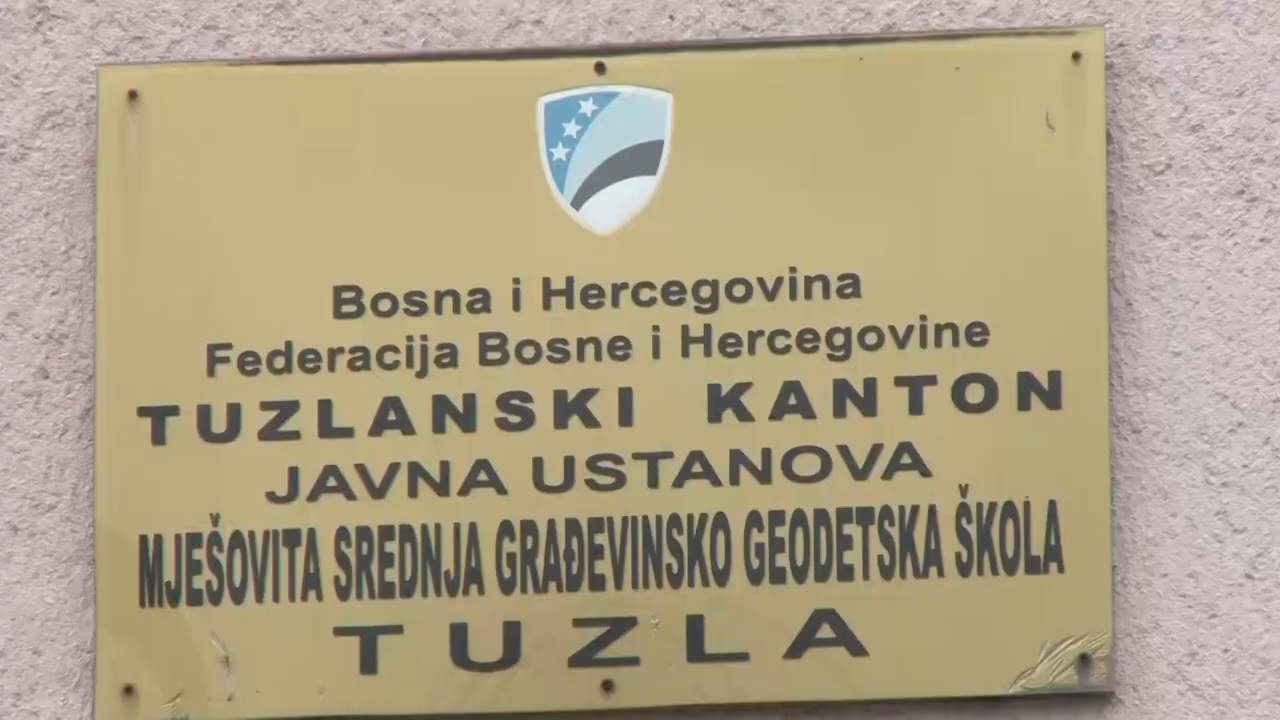 Bosna i Hercegovina
Federacija Bosne i Hercegovine
TUZLANSKI KANTON
JAVNA USTANOVA
MJEŠOVITA SREDNJA GRAĐEVINSKO GEODETSKA ŠKOLA
TUZLA